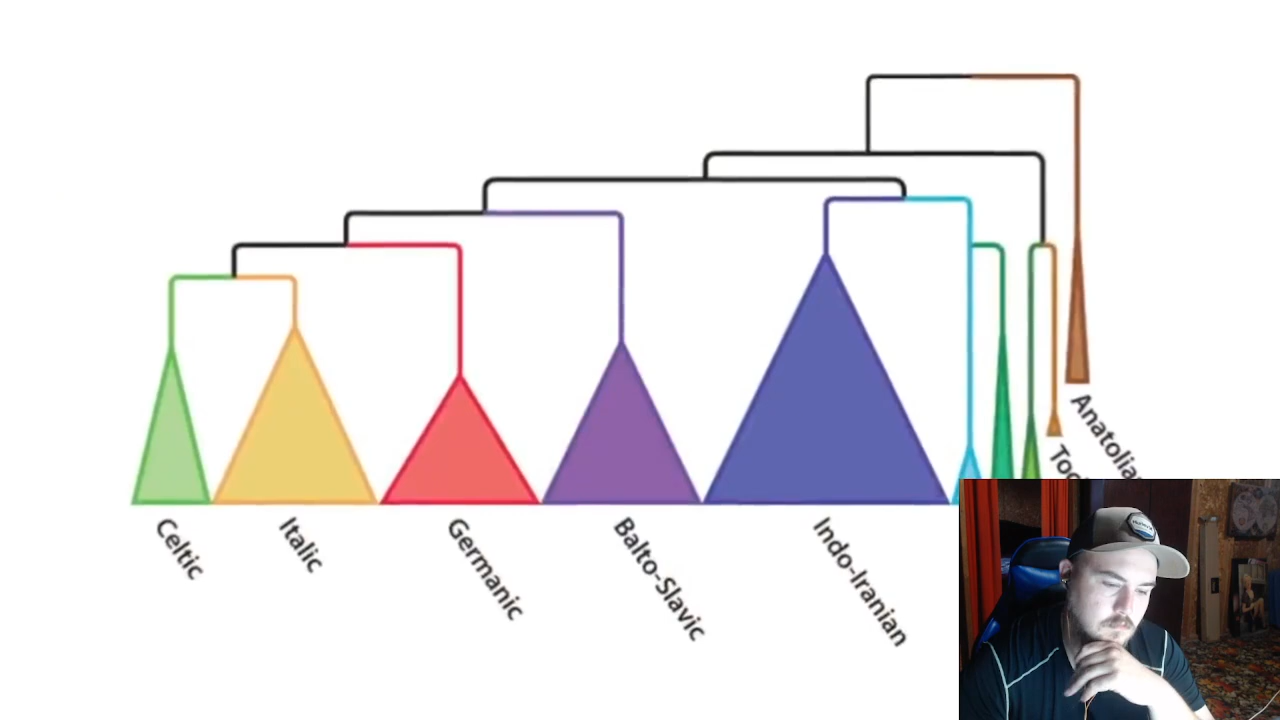 Celtic
Italic
Germanic
Balto-Slavic
Indo-Iranian